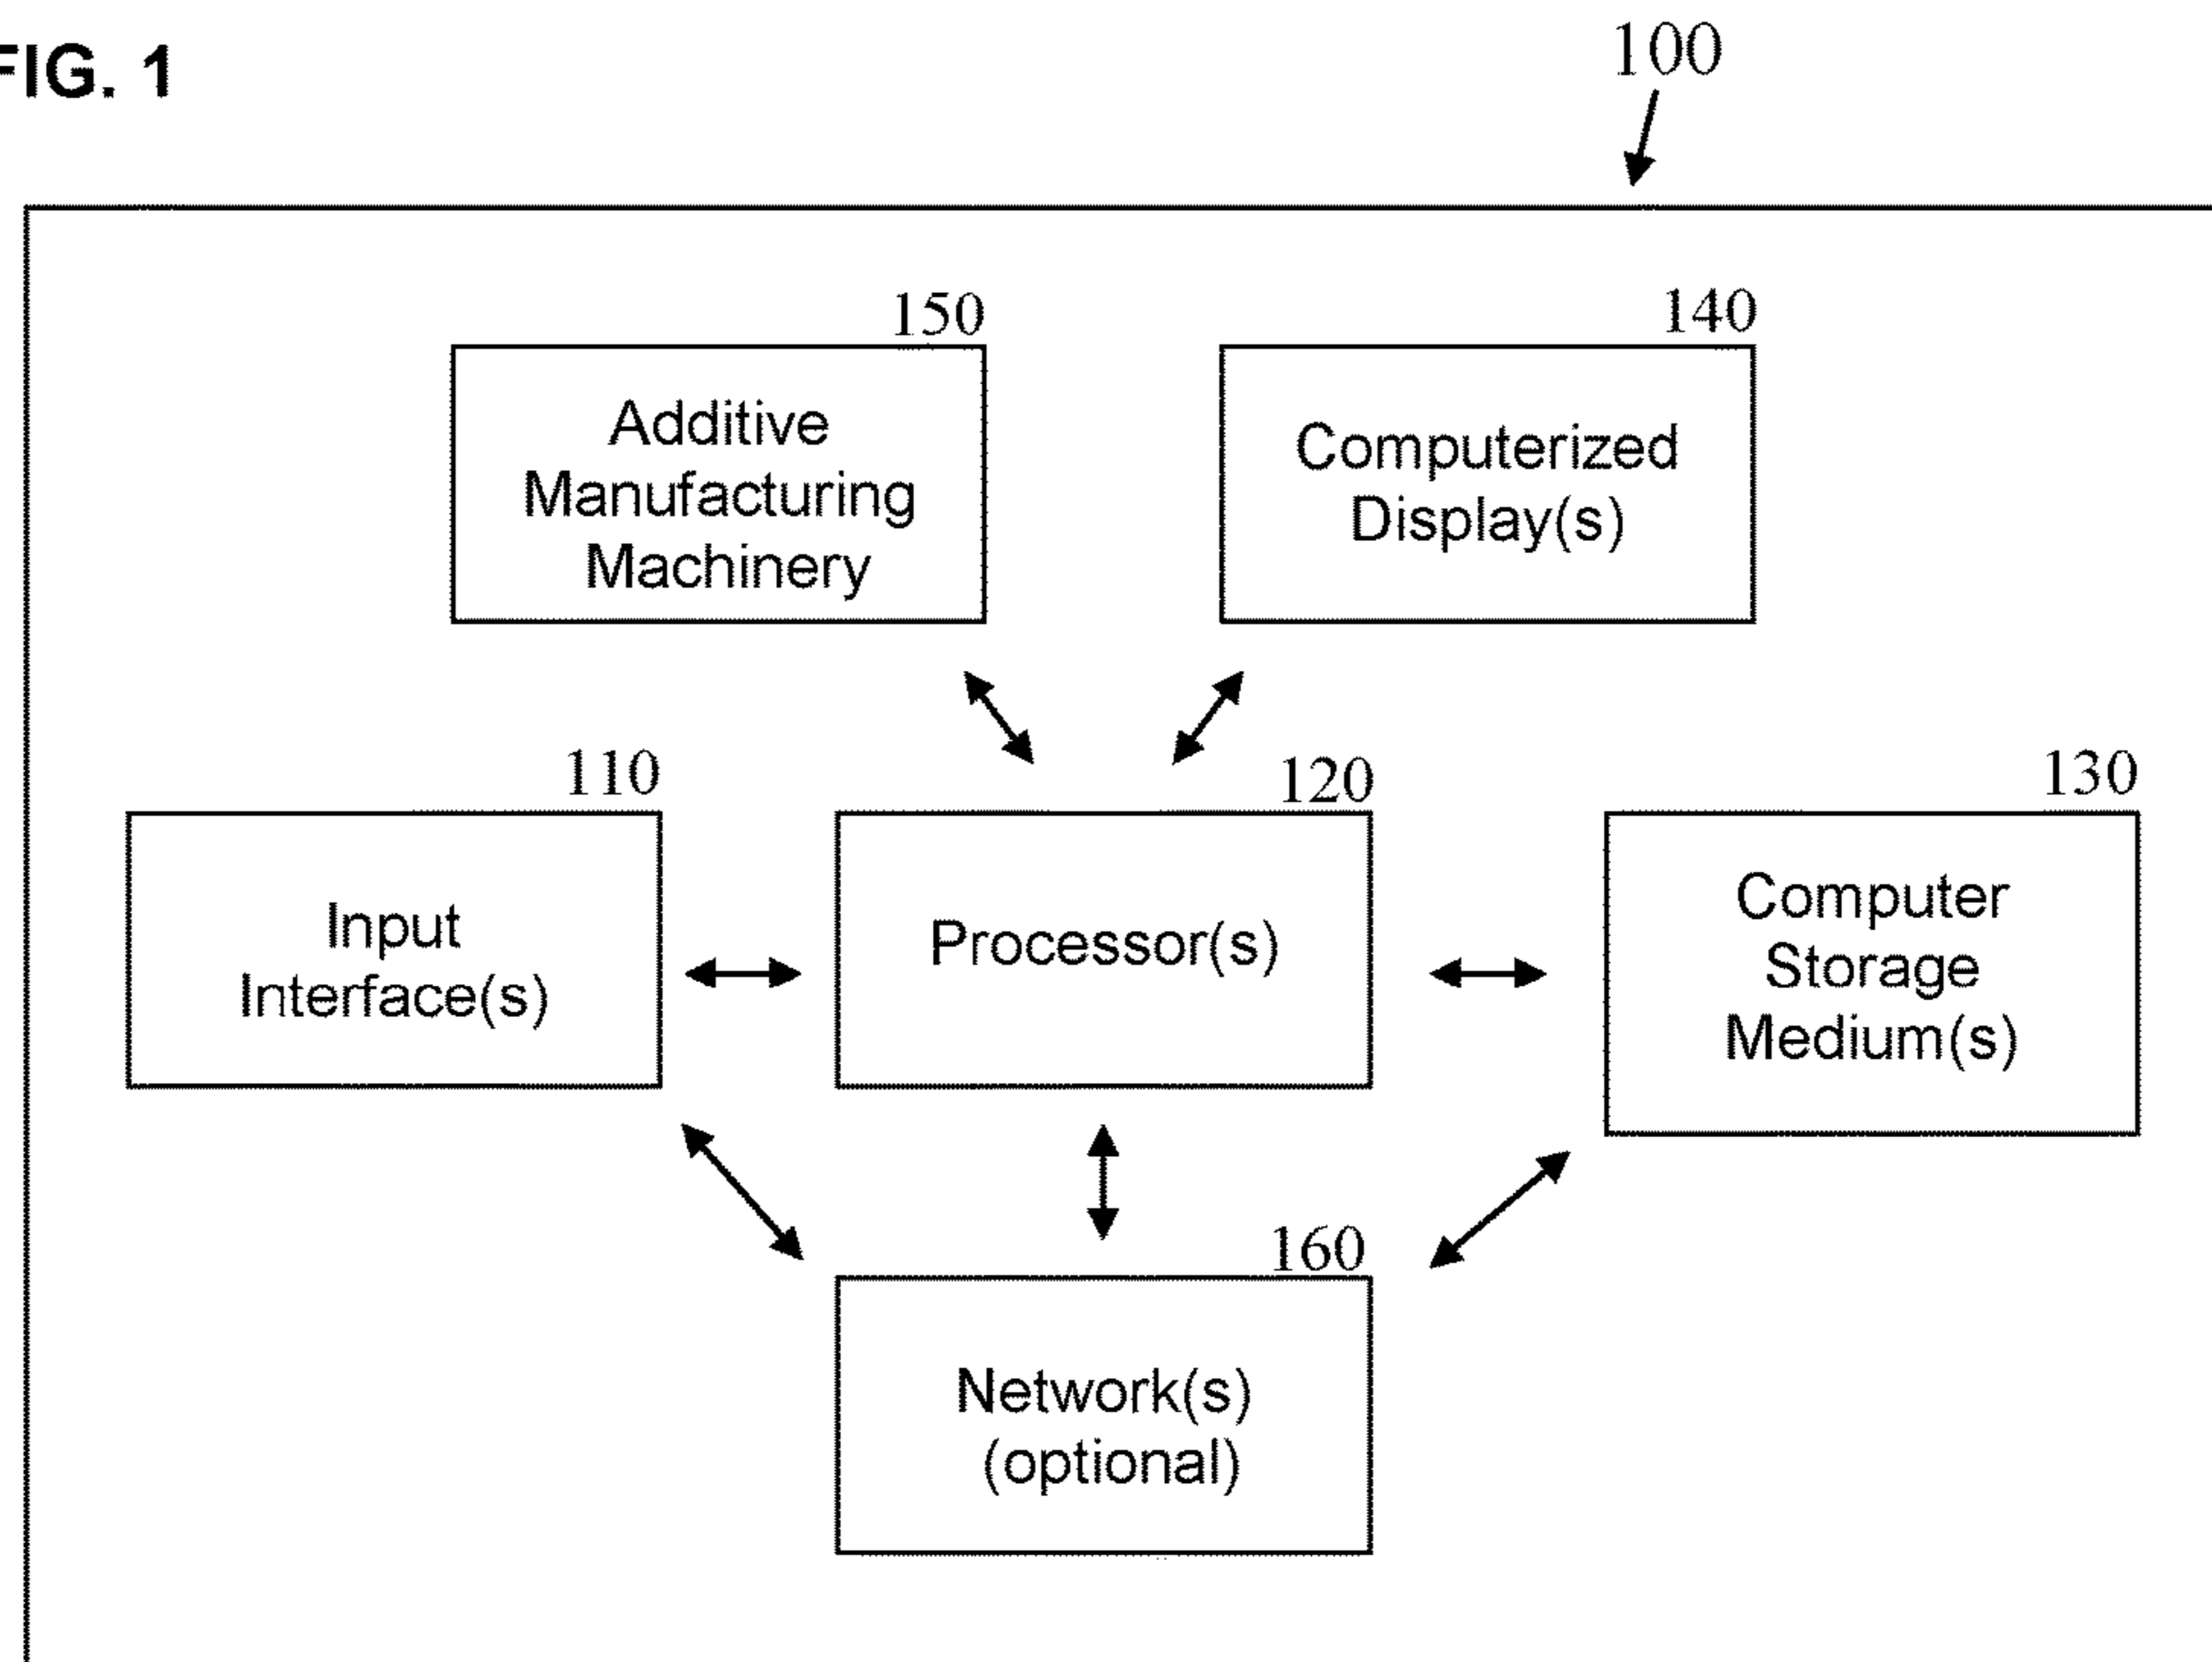 FIG. 1
100
150
Additive
Manufacturing
Machinery
140
Computerized
Display(s)
110
Input
Interface(s)
120
Processor(s)
130
Computer
Storage
Medium(s)
160
Network(s)
(optional)